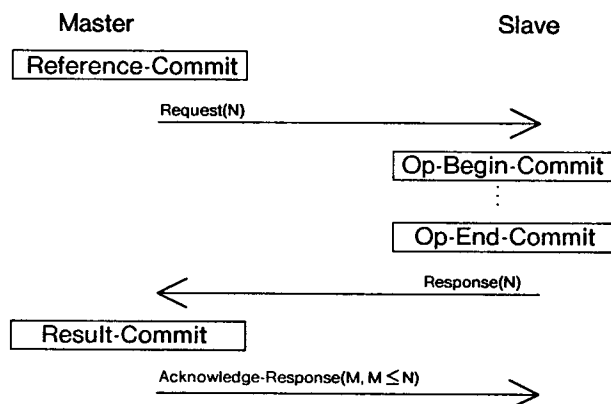 Master
Slave
Reference-Commit
Request(N)
Op-Begin-Commit
Op-End-Commit
Response(N)
Result-Commit
Acknowledge-Response(M, M ≤ N)